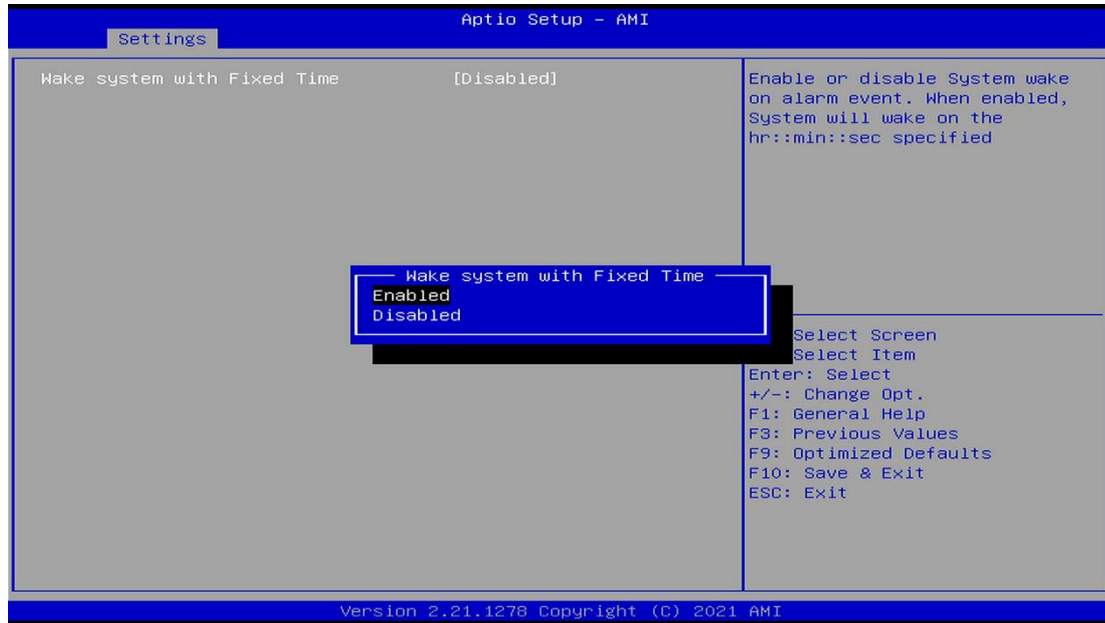 Aptio Setup – AMI
Settings
Wake system with Fixed Time [Disabled]
Enable or disable System wake
on alarm event. When enabled,
System will wake on the
hr::min::sec specified
Wake system with Fixed Time
Enabled
Disabled
Select Screen
Select Item
Enter: Select
+/-: Change Opt.
F1: General Help
F3: Previous Values
F9: Optimized Defaults
F10: Save & Exit
ESC: Exit
Version 2.21.1278 Copyright (C) 2021 AMI